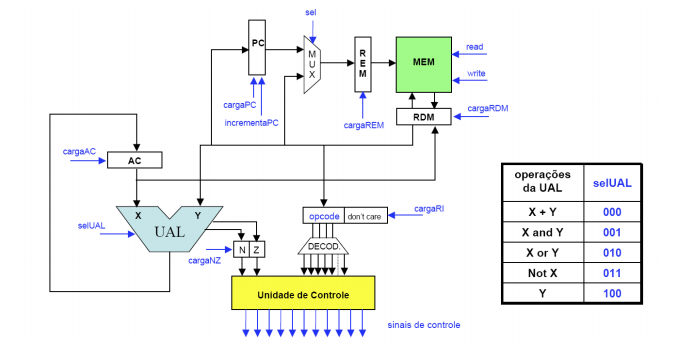 sel
PC
M
U
X
R
E
M
MEM
read
write
cargaPC
incrementaPC
cargaREM
RDM
cargaRDM
cargaAC
AC
X
Y
UAL
selUAL
cargaNZ
N Z
opcode don't care
cargaRI
DECOD.
Unidade de Controle
sinais de controle
operações
da UAL
selUAL
X + Y 000
X and Y 001
X or Y 010
Not X 011
Y 100